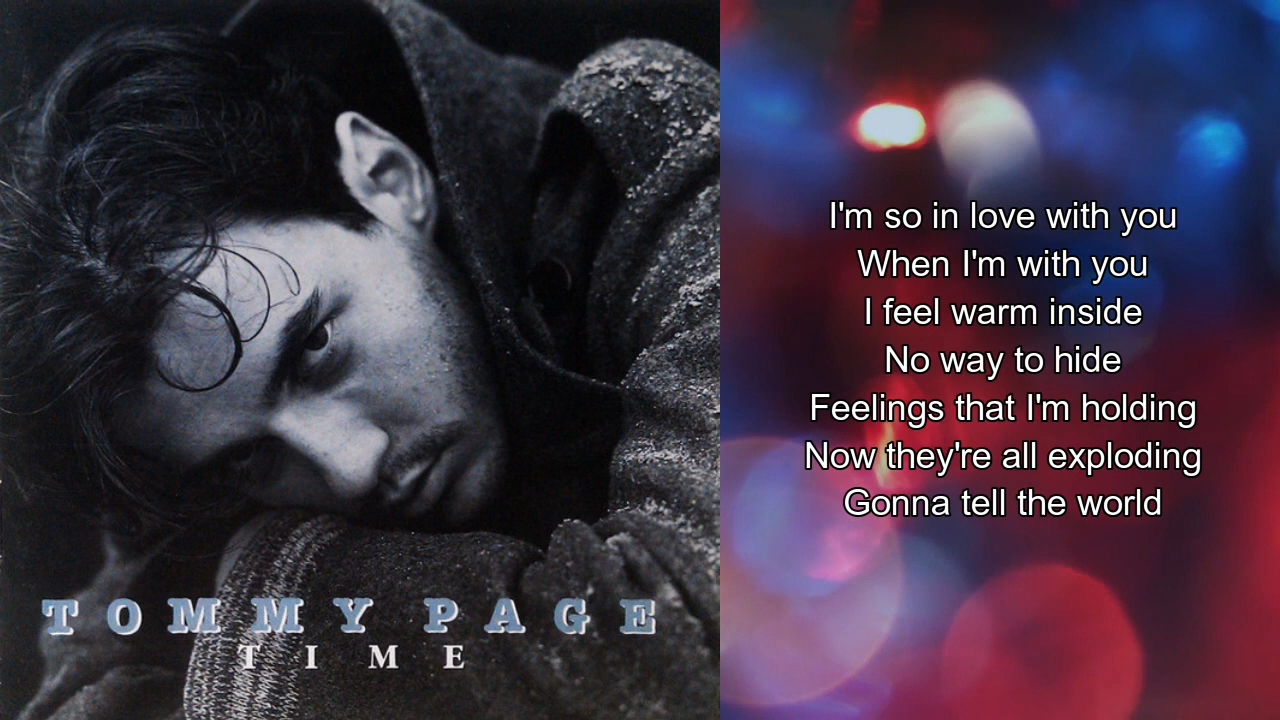 TOMMY PAGE
TIME
I'm so in love with you
When I'm with you
I feel warm inside
No way to hide
Feelings that I'm holding
Now they're all exploding
Gonna tell the world